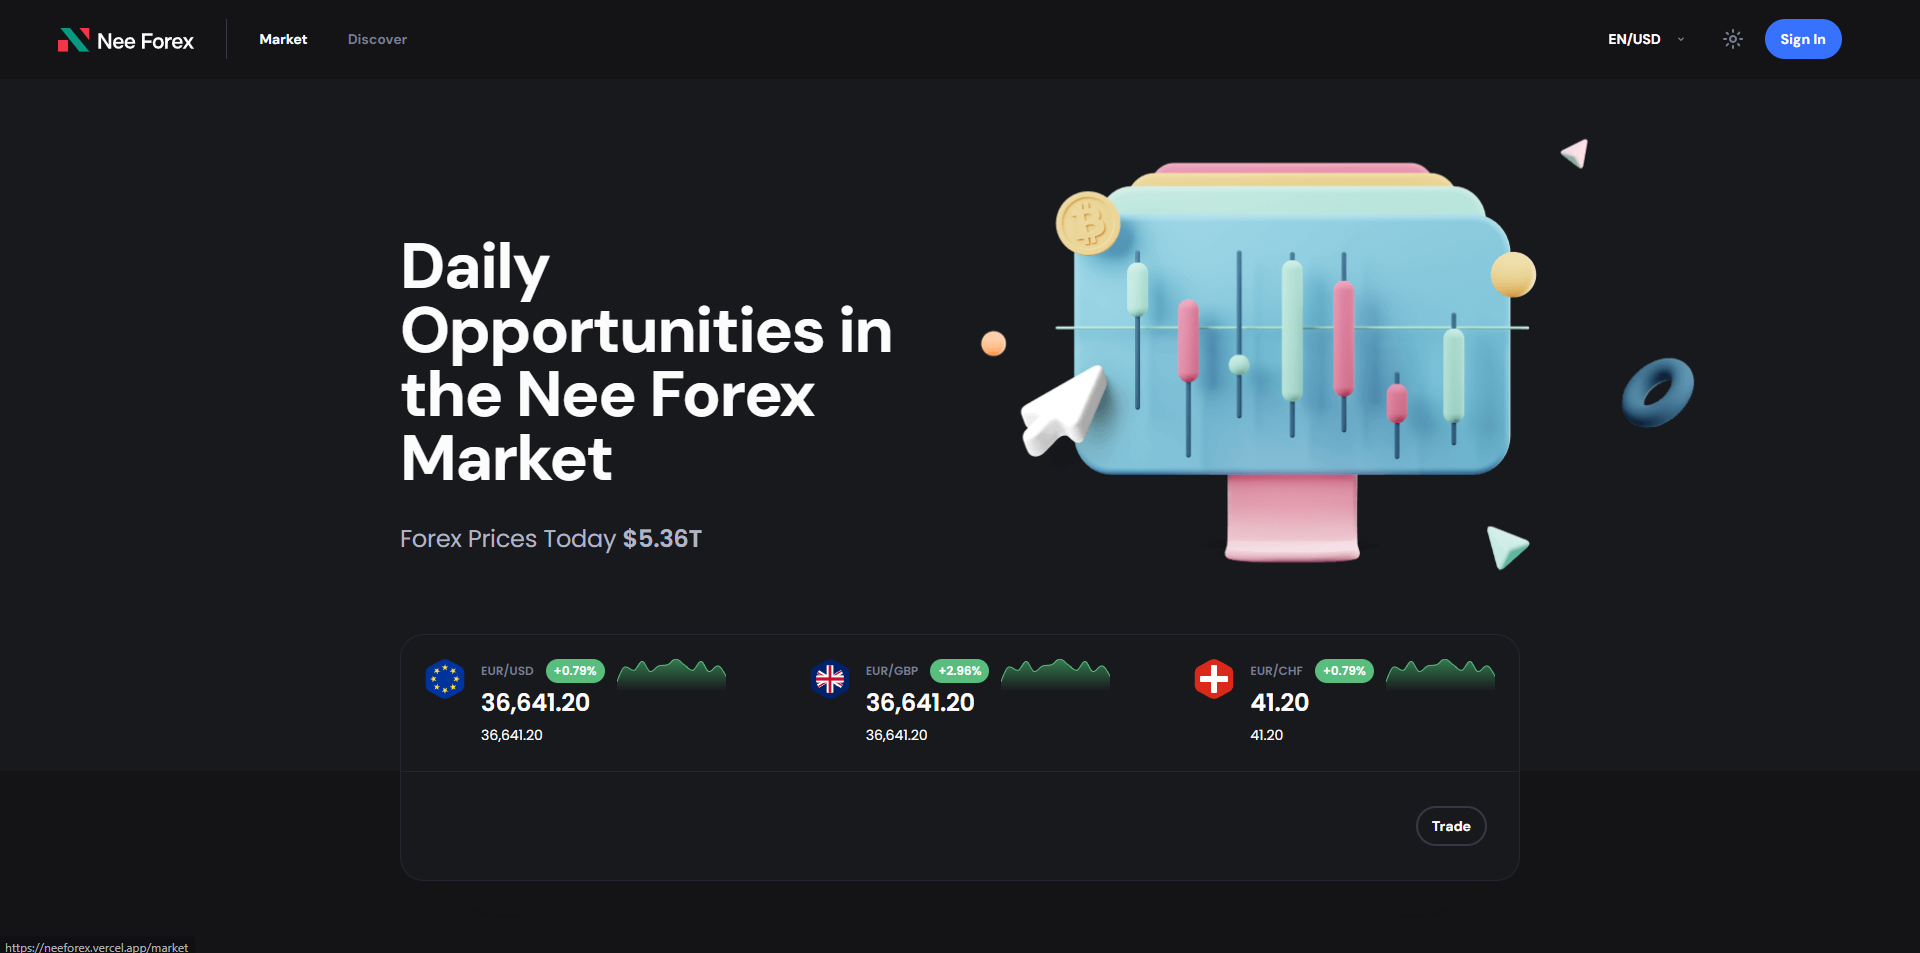 Nee Forex
Market
Discover
EN/USD
Sign In
Daily
Opportunities in
the Nee Forex
Market
Forex Prices Today $5.36T
EUR/USD +0.79%
36,641.20
36,641.20
EUR/GBP +2.96%
36,641.20
36,641.20
EUR/CHF +0.79%
41.20
41.20
Trade
https://neeforex.vercel.app/market